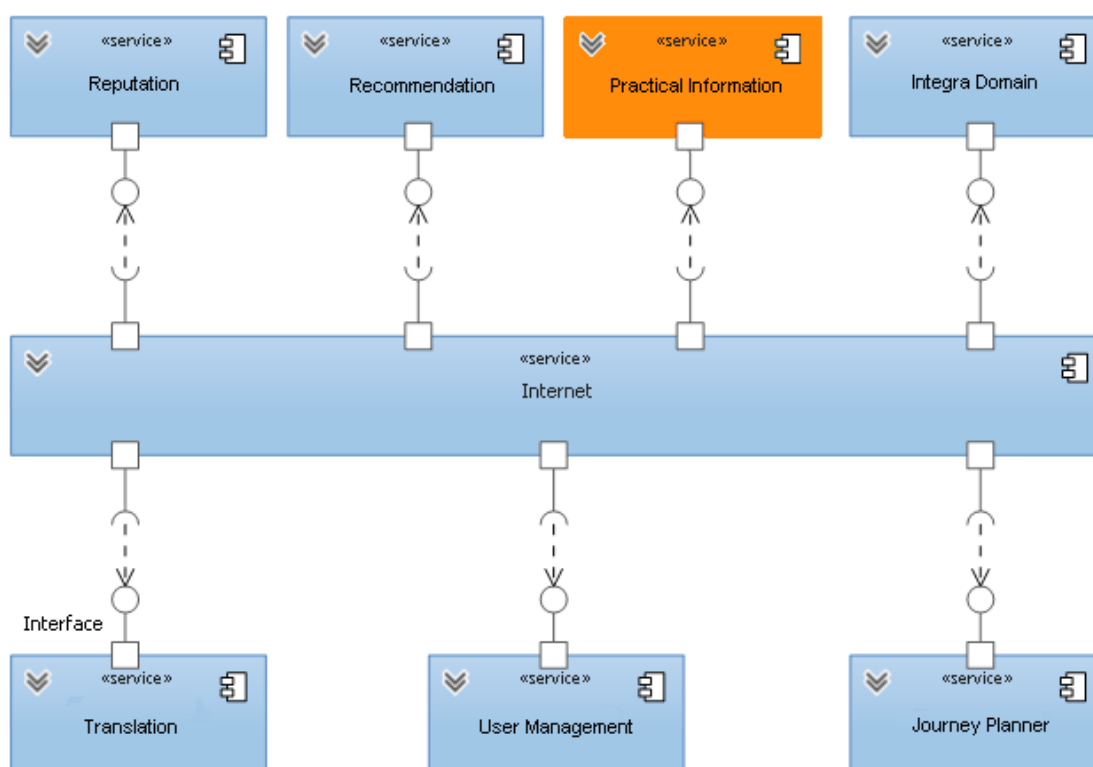 «service» «service» «service» «service»
Reputation Recommendation Practical Information Integra Domain
«service»
Internet
Interface
«service» «service» «service»
Translation User Management Journey Planner